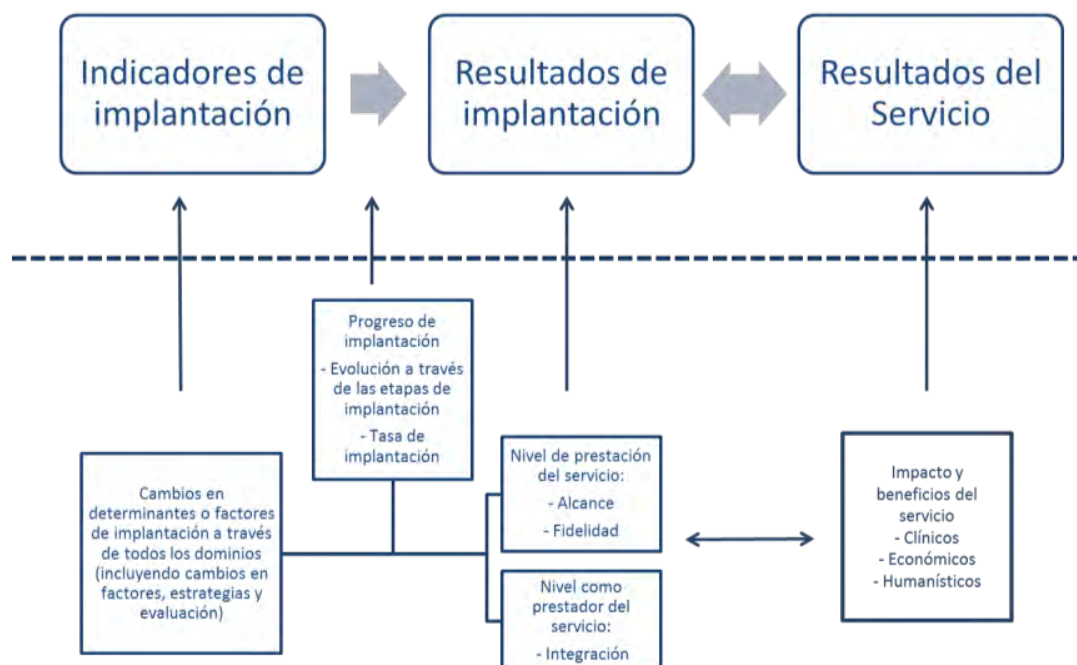 Indicadores de
implantación
Resultados de
implantación
Resultados del
Servicio
Progreso de
implantación
- Evolución a través
de las etapas de
implantación
- Tasa de
implantación
Cambios en
determinantes o factores
de implantación a través
de todos los dominios
(incluyendo cambios en
factores, estrategias y
evaluación)
Nivel de prestación
del servicio:
- Alcance
- Fidelidad
Nivel como
prestador del
servicio:
- Integración
Impacto y
beneficios del
servicio
- Clínicos
- Económicos
- Humanísticos